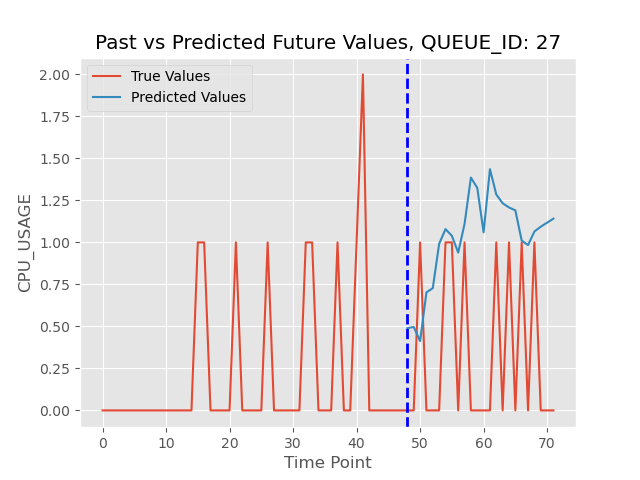 Past vs Predicted Future Values, QUEUE_ID: 27
True Values
Predicted Values
2.00
1.75
1.50
1.25
1.00
0.75
0.50
0.25
0.00
CPU_USAGE
0 10 20 30 40 50 60 70
Time Point